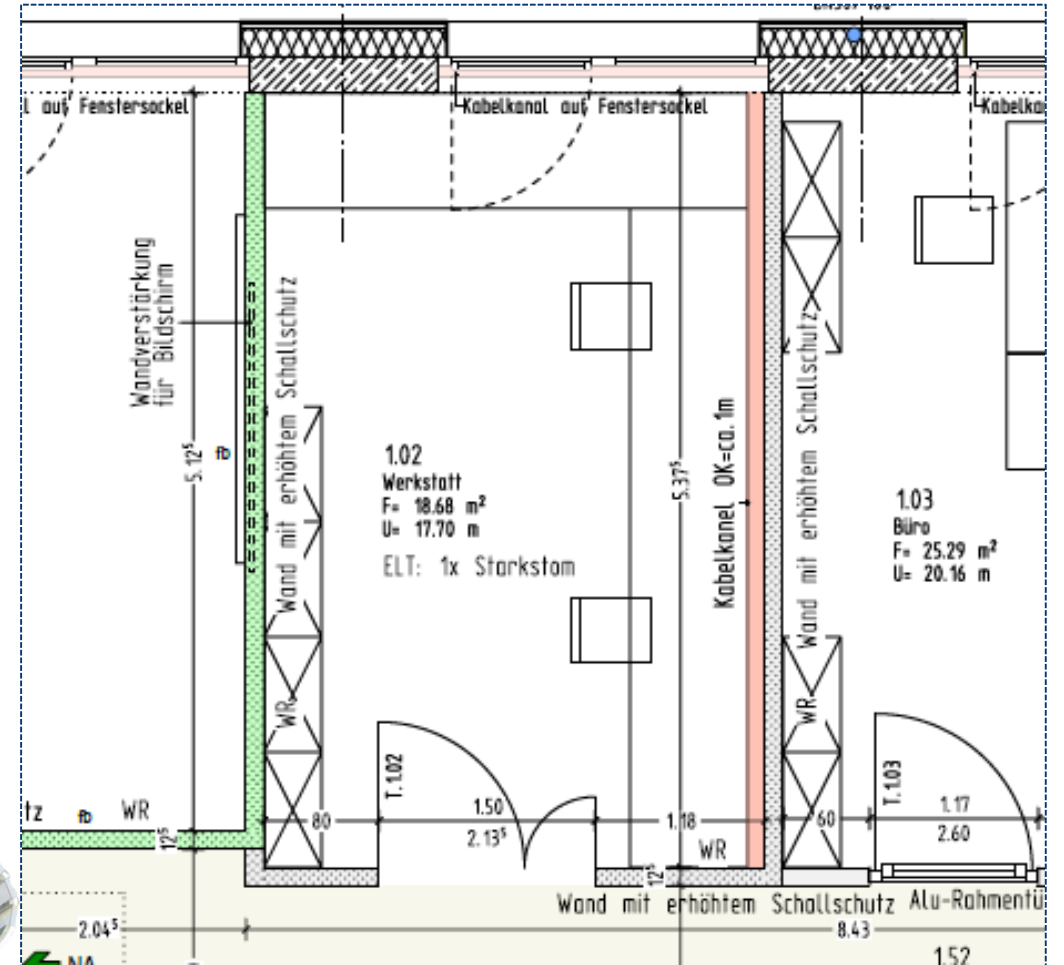 l auf Fenstersockel
Kabelkanal auf Fenstersockel
Wandverstärkung
für Bildschirm
5.12⁵
fb
Wand mit erhöhtem Schallschutz
WR
1.02
Werkstatt
F= 18.68 m²
U= 17.70 m
ELT: 1x Starkstom
5.37⁵
Kabelkanel OK=ca. 1m
Wand mit erhöhtem Schallschutz
WR
1.03
Büro
F= 25.29 m²
U= 20.16 m
tz
fb
WR
12⁵
80
T.1.02
1.50
2.13⁵
1.18
WR
12⁵
60
T.1.03
1.17
2.60
Wand mit erhöhtem Schallschutz
Alu-Rahmentü
2.04⁵
8.43
NA
1.52